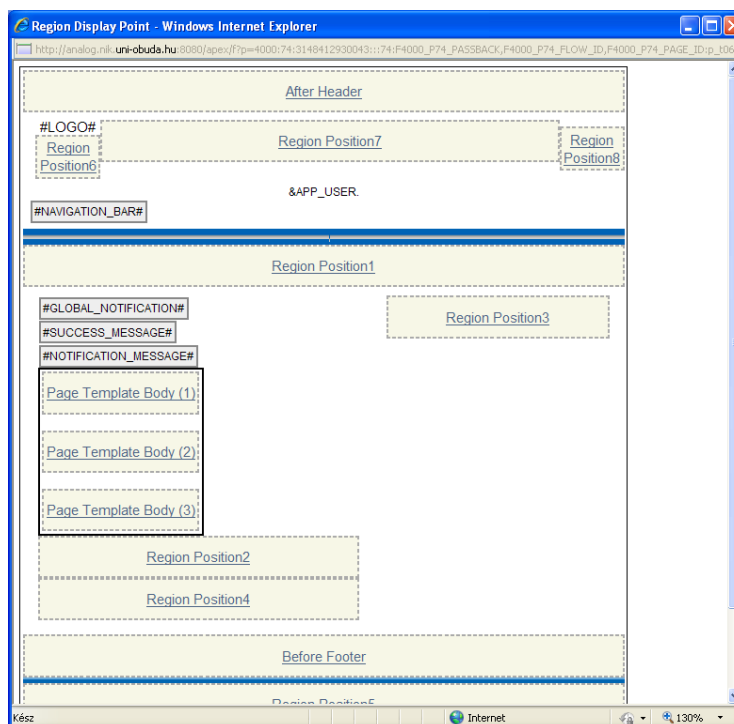 Region Display Point - Windows Internet Explorer
http://analog.nik.uni-obuda.hu:8080/apex/f?p=4000:74:3148412930043:::74:F4000_P74_PASSBACK,F4000_P74_FLOW_ID,F4000_P74_PAGE_ID:p_t06
After Header
#LOGO#
Region Position6
Region Position7
Region Position8
&APP_USER.
#NAVIGATION_BAR#
Region Position1
#GLOBAL_NOTIFICATION#
#SUCCESS_MESSAGE#
#NOTIFICATION_MESSAGE#
Region Position3
Page Template Body (1)
Page Template Body (2)
Page Template Body (3)
Region Position2
Region Position4
Before Footer
Region Position5
Kész
Internet
130%